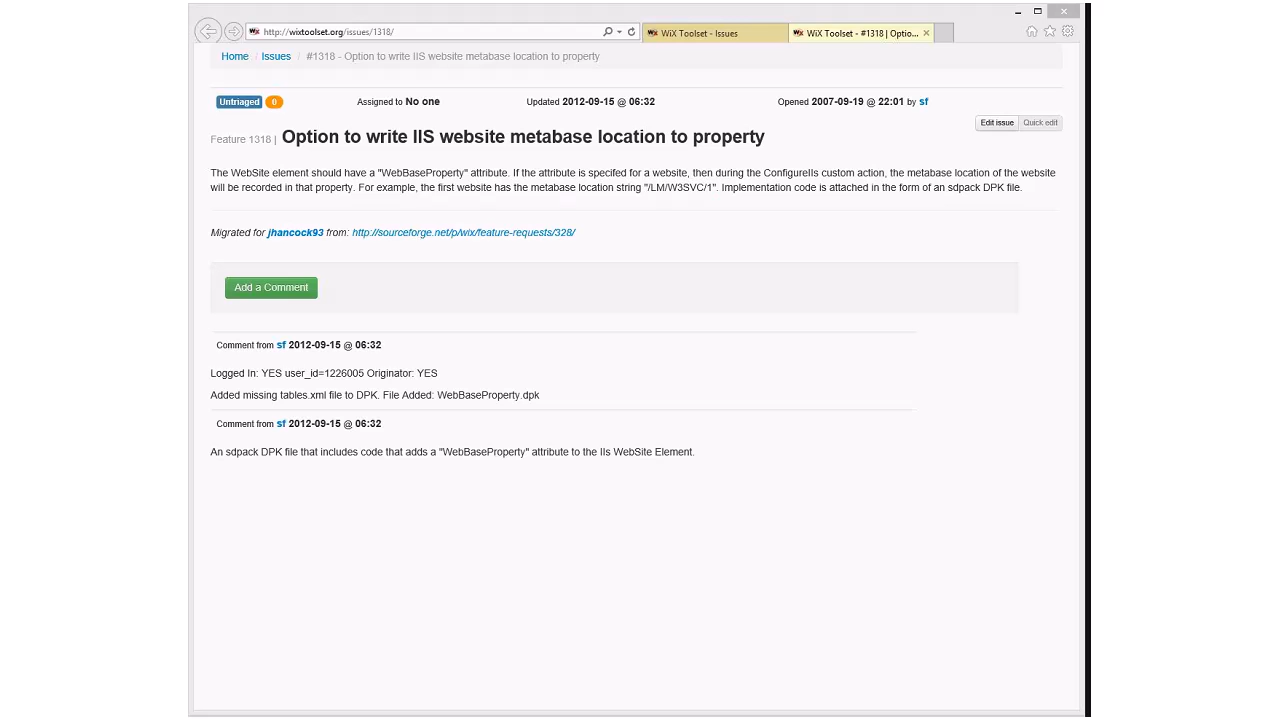 http://wixtoolset.org/issues/1318/
WiX Toolset - Issues
WiX Toolset - #1318 | Optio...
Home / Issues / #1318 - Option to write IIS website metabase location to property
Untriaged 0 Assigned to No one Updated 2012-09-15 @ 06:32 Opened 2007-09-19 @ 22:01 by sf
Edit issue Quick edit
Feature 1318 | Option to write IIS website metabase location to property
The WebSite element should have a "WebBaseProperty" attribute. If the attribute is specifed for a website, then during the ConfigureIIs custom action, the metabase location of the website
will be recorded in that property. For example, the first website has the metabase location string "/LM/W3SVC/1". Implementation code is attached in the form of an sdpack DPK file.
Migrated for jhancock93 from: http://sourceforge.net/p/wix/feature-requests/328/
Add a Comment
Comment from sf 2012-09-15 @ 06:32
Logged In: YES user_id=1226005 Originator: YES
Added missing tables.xml file to DPK. File Added: WebBaseProperty.dpk
Comment from sf 2012-09-15 @ 06:32
An sdpack DPK file that includes code that adds a "WebBaseProperty" attribute to the IIs WebSite Element.